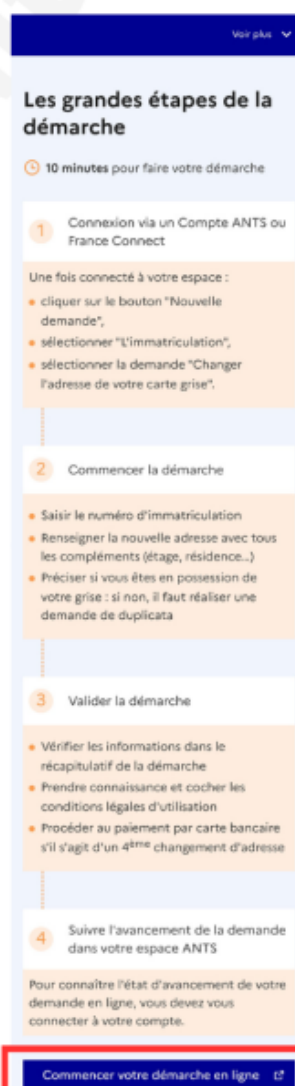 Voir plus
Les grandes étapes de la
démarche
10 minutes pour faire votre démarche
1
Connexion via un Compte ANTS ou
France Connect
Une fois connecté à votre espace :
cliquer sur le bouton "Nouvelle
demande",
sélectionner "L'immatriculation",
sélectionner la demande "Changer
l'adresse de votre carte grise".
2
Commencer la démarche
Saisir le numéro d'immatriculation
Renseigner la nouvelle adresse avec tous
les compléments (étage, résidence...)
Préciser si vous êtes en possession de
votre grise : si non, il faut réaliser une
demande de duplicata
3
Valider la démarche
Vérifier les informations dans le
récapitulatif de la démarche
Prendre connaissance et cocher les
conditions légales d'utilisation
Procéder au paiement par carte bancaire
s'il s'agit d'un 4ème changement d'adresse
4
Suivre l'avancement de la demande
dans votre espace ANTS
Pour connaître l'état d'avancement de votre
demande en ligne, vous devez vous
connecter à votre compte.
Commencer votre démarche en ligne